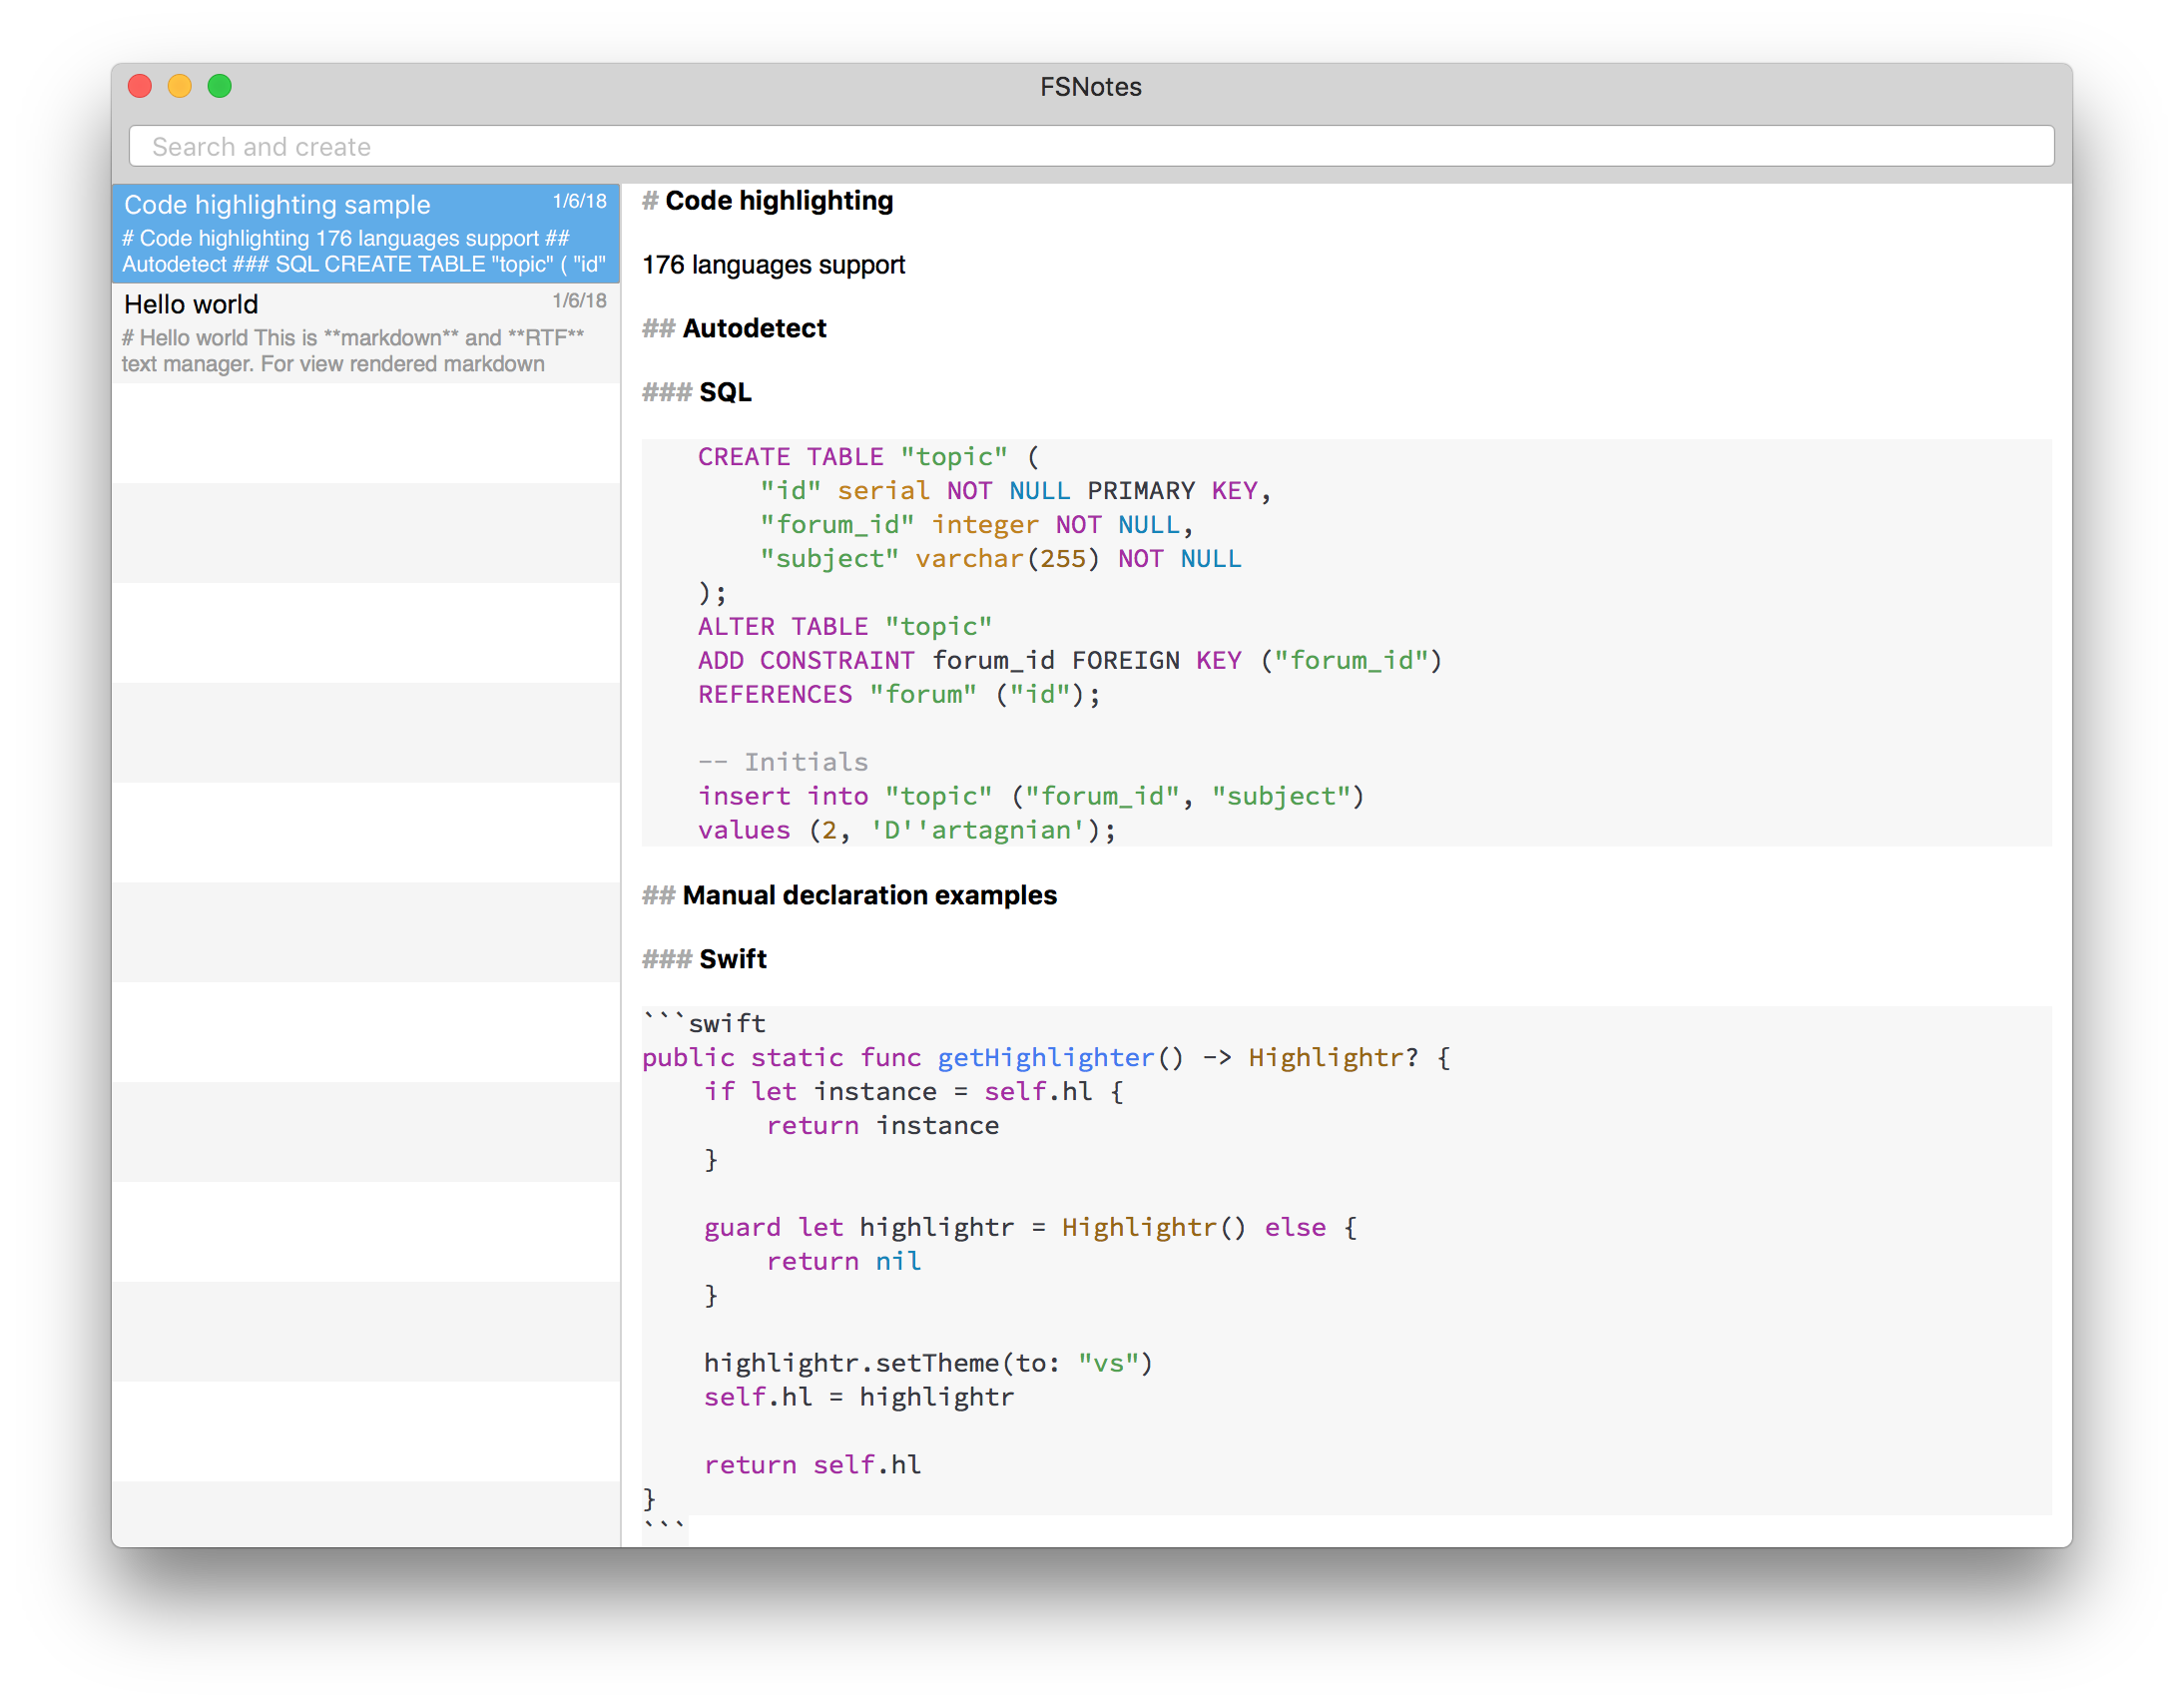 FSNotes
Search and create
Code highlighting sample 1/6/18
# Code highlighting 176 languages support ##
Autodetect ### SQL CREATE TABLE "topic" ( "id"
Hello world 1/6/18
# Hello world This is **markdown** and **RTF**
text manager. For view rendered markdown
# Code highlighting
176 languages support
## Autodetect
### SQL
    CREATE TABLE "topic" (
        "id" serial NOT NULL PRIMARY KEY,
        "forum_id" integer NOT NULL,
        "subject" varchar(255) NOT NULL
    );
    ALTER TABLE "topic"
    ADD CONSTRAINT forum_id FOREIGN KEY ("forum_id")
    REFERENCES "forum" ("id");

    -- Initials
    insert into "topic" ("forum_id", "subject")
    values (2, 'D''artagnian');
## Manual declaration examples
### Swift
```swift
public static func getHighlighter() -> Highlightr? {
    if let instance = self.hl {
        return instance
    }

    guard let highlightr = Highlightr() else {
        return nil
    }

    highlightr.setTheme(to: "vs")
    self.hl = highlightr

    return self.hl
}
```